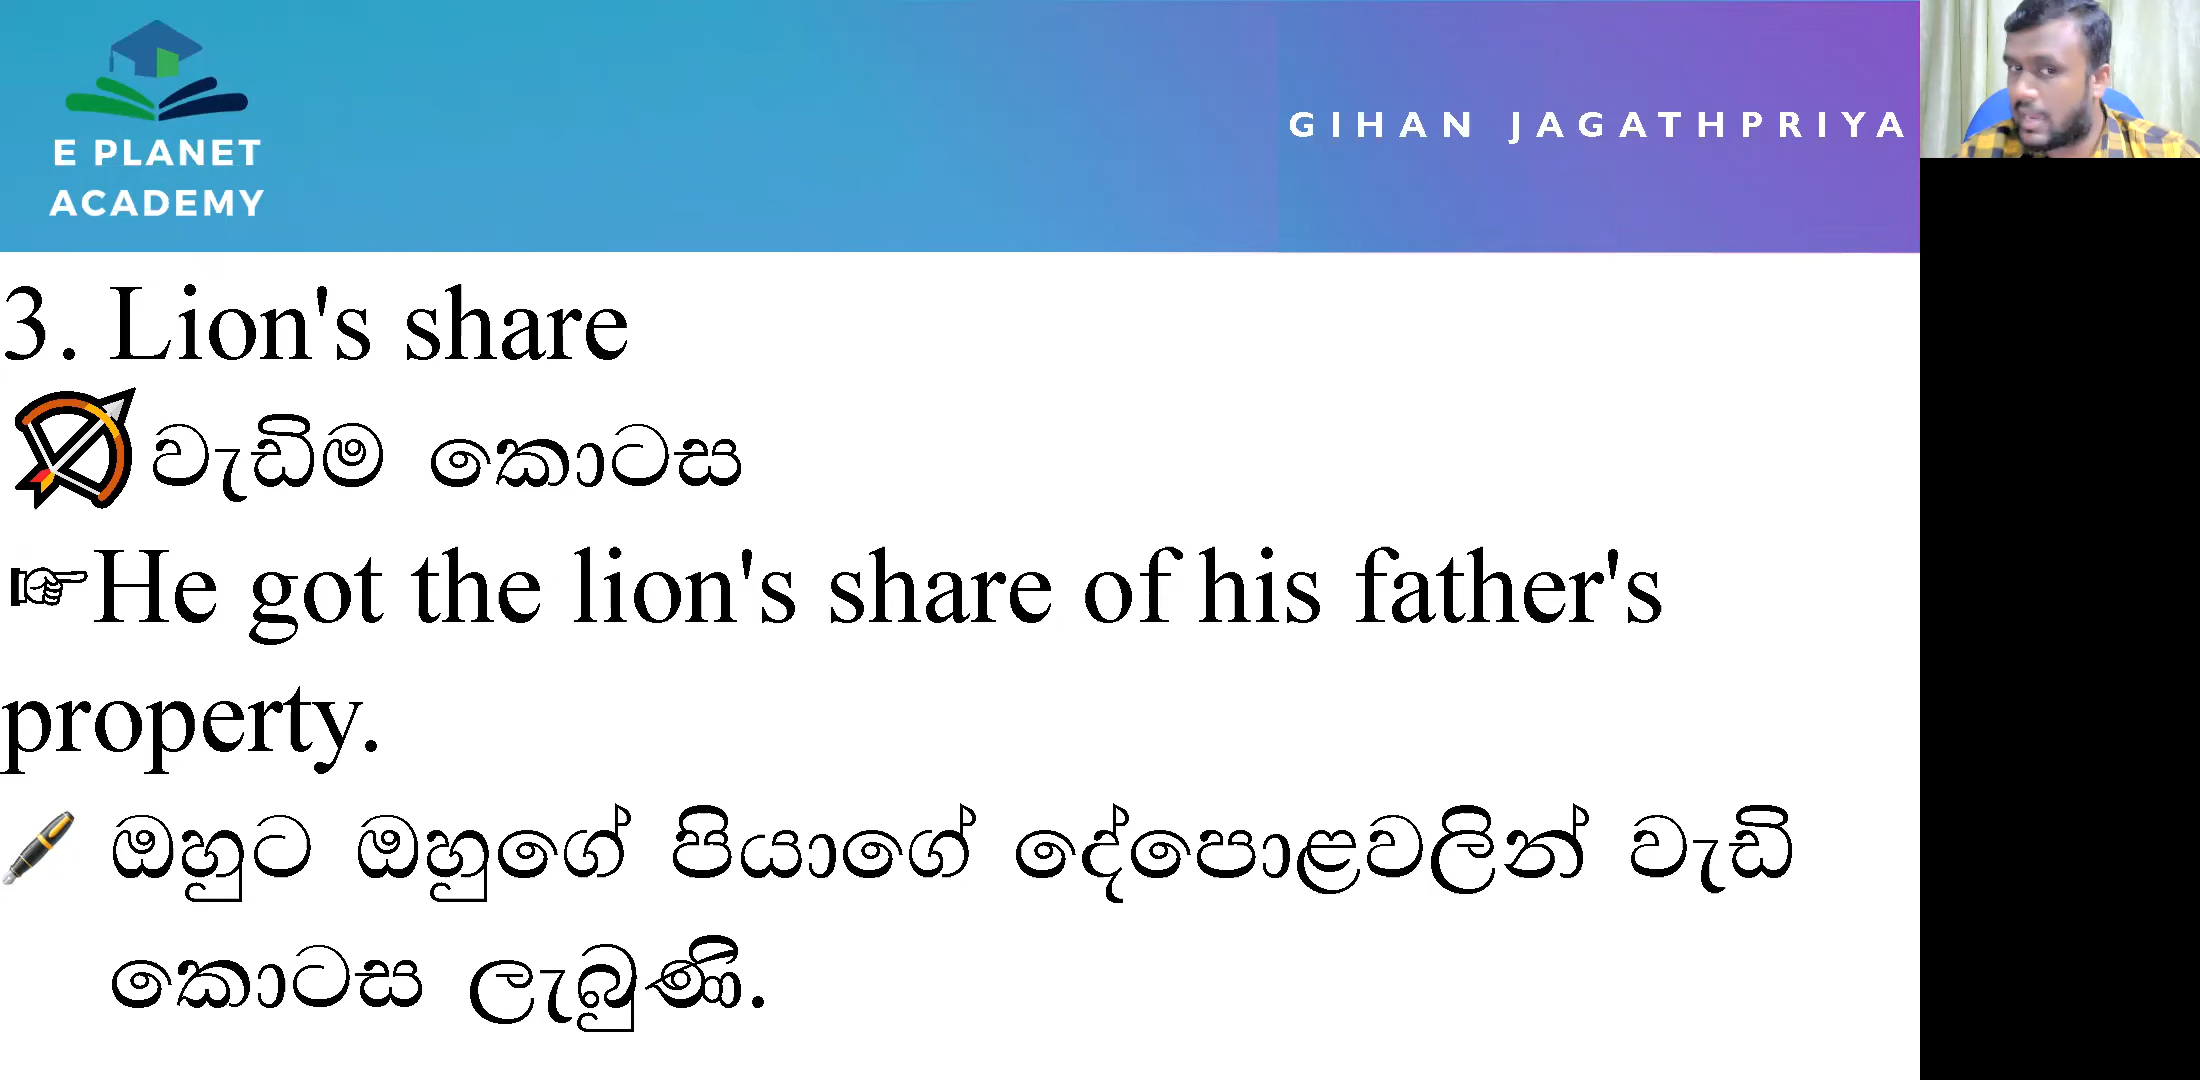 E PLANET
ACADEMY
GIHAN JAGATHPRIYA
3. Lion's share
වැඩිම කොටස
He got the lion's share of his father's
property.
ඔහුට ඔහුගේ පියාගේ දේපොළවලින් වැඩි
කොටස ලැබුණි.